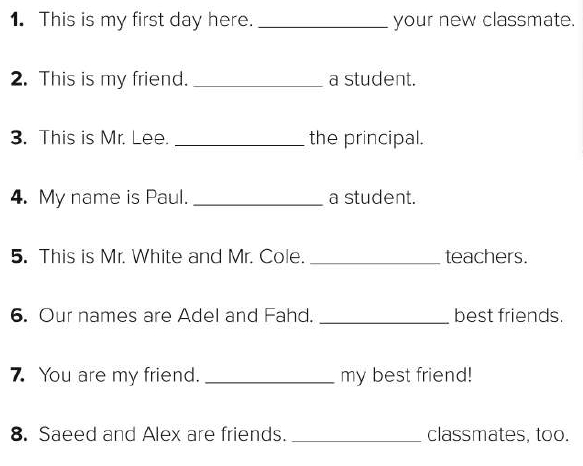 1. This is my first day here. ____________ your new classmate.
2. This is my friend. ____________ a student.
3. This is Mr. Lee. ____________ the principal.
4. My name is Paul. ____________ a student.
5. This is Mr. White and Mr. Cole. ____________ teachers.
6. Our names are Adel and Fahd. ____________ best friends.
7. You are my friend. ____________ my best friend!
8. Saeed and Alex are friends. ____________ classmates, too.